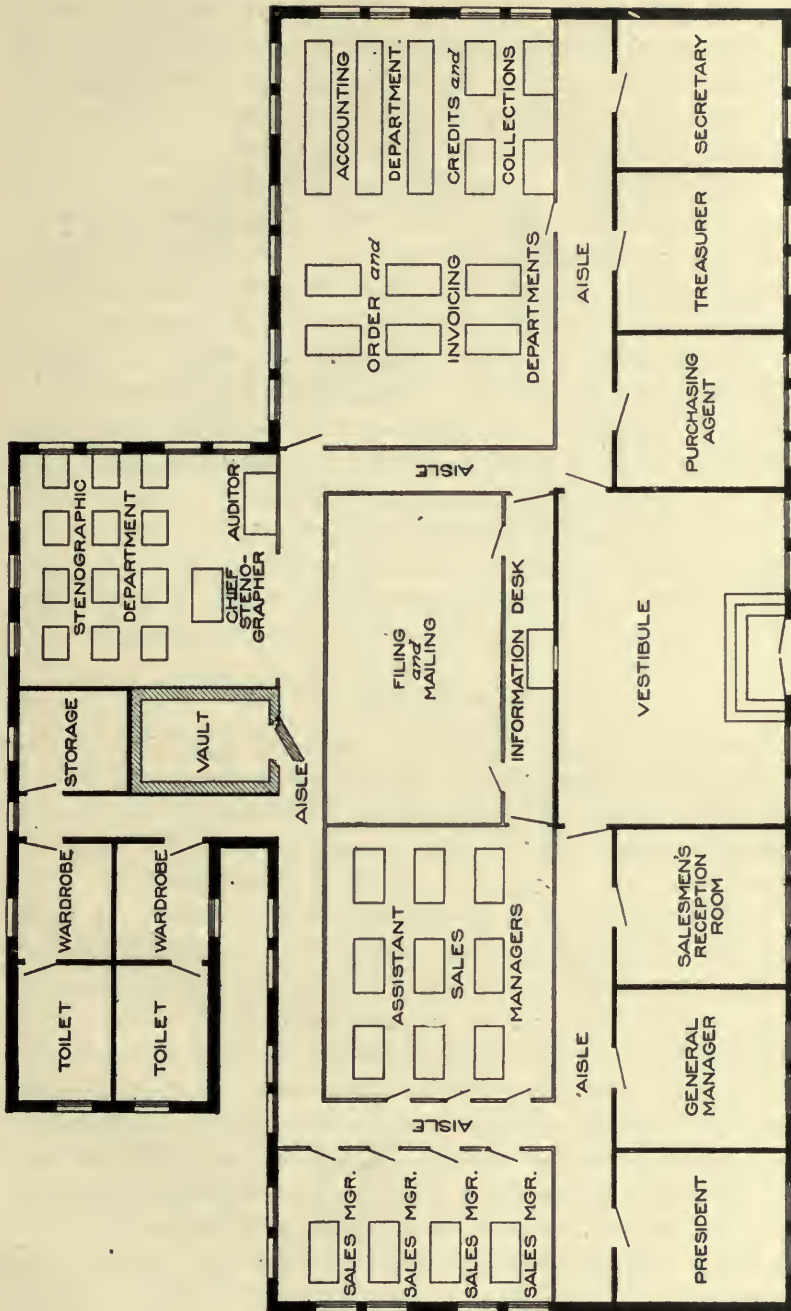 TOILET
WARDROBE
TOILET
WARDROBE
STORAGE
VAULT
STENOGRAPHIC
DEPARTMENT
CHIEF
STENO-
GRAPHER
AUDITOR
AISLE
SALES MGR.
SALES MGR.
SALES MGR.
SALES MGR.
AISLE
ASSISTANT
SALES
MANAGERS
FILING
and
MAILING
INFORMATION DESK
AISLE
ORDER and
INVOICING
DEPARTMENTS
ACCOUNTING
DEPARTMENT.
CREDITS and
COLLECTIONS
AISLE
AISLE
PRESIDENT
GENERAL
MANAGER
SALESMEN'S
RECEPTION
ROOM
VESTIBULE
PURCHASING
AGENT
TREASURER
SECRETARY